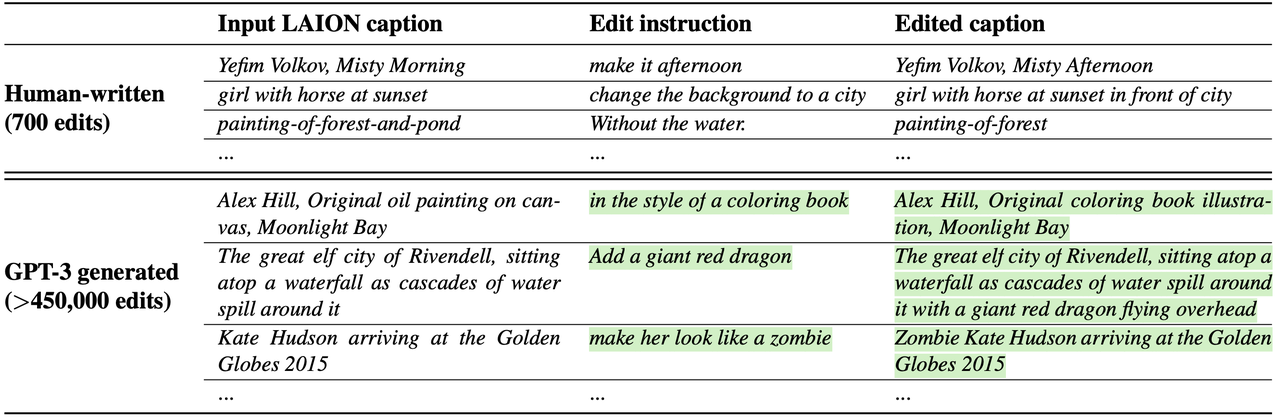 Input LAION caption Edit instruction Edited caption
Human-written
(700 edits)
Yefim Volkov, Misty Morning make it afternoon Yefim Volkov, Misty Afternoon
girl with horse at sunset change the background to a city girl with horse at sunset in front of city
painting-of-forest-and-pond Without the water. painting-of-forest
... ... ...
GPT-3 generated
(>450,000 edits)
Alex Hill, Original oil painting on can-
vas, Moonlight Bay
in the style of a coloring book
Alex Hill, Original coloring book illustra-
tion, Moonlight Bay
The great elf city of Rivendell, sitting
atop a waterfall as cascades of water
spill around it
Add a giant red dragon
The great elf city of Rivendell, sitting atop a
waterfall as cascades of water spill around
it with a giant red dragon flying overhead
Kate Hudson arriving at the Golden
Globes 2015
make her look like a zombie
Zombie Kate Hudson arriving at the Golden
Globes 2015
... ... ...